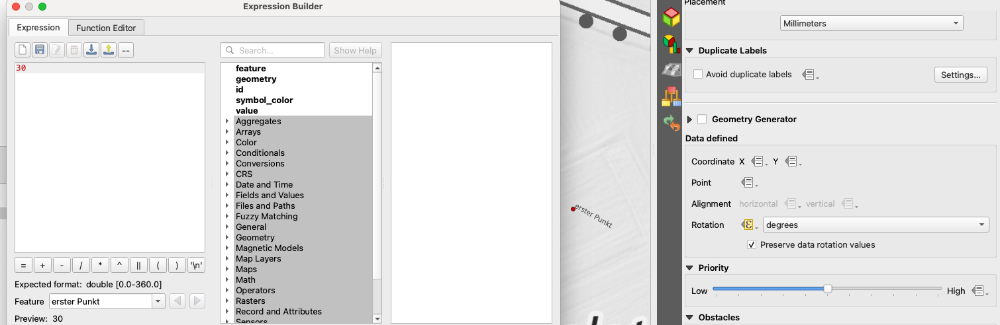 Expression Builder
Expression
Function Editor
--
Search...
Show Help
30
feature
geometry
id
symbol_color
value
Aggregates
Arrays
Color
Conditionals
Conversions
CRS
Date and Time
Fields and Values
Files and Paths
Fuzzy Matching
General
Geometry
Magnetic Models
Map Layers
Maps
Math
Operators
Rasters
Record and Attributes
Sensors
= + - / * ^ || ( ) '\n'
Expected format: double [0.0-360.0]
Feature erster Punkt
Preview: 30
erster Punkt
Placement
Millimeters
Duplicate Labels
Avoid duplicate labels
Settings...
Geometry Generator
Data defined
Coordinate X Y
Point
Alignment horizontal vertical
Rotation ε degrees
Preserve data rotation values
Priority
Low High
Obstacles